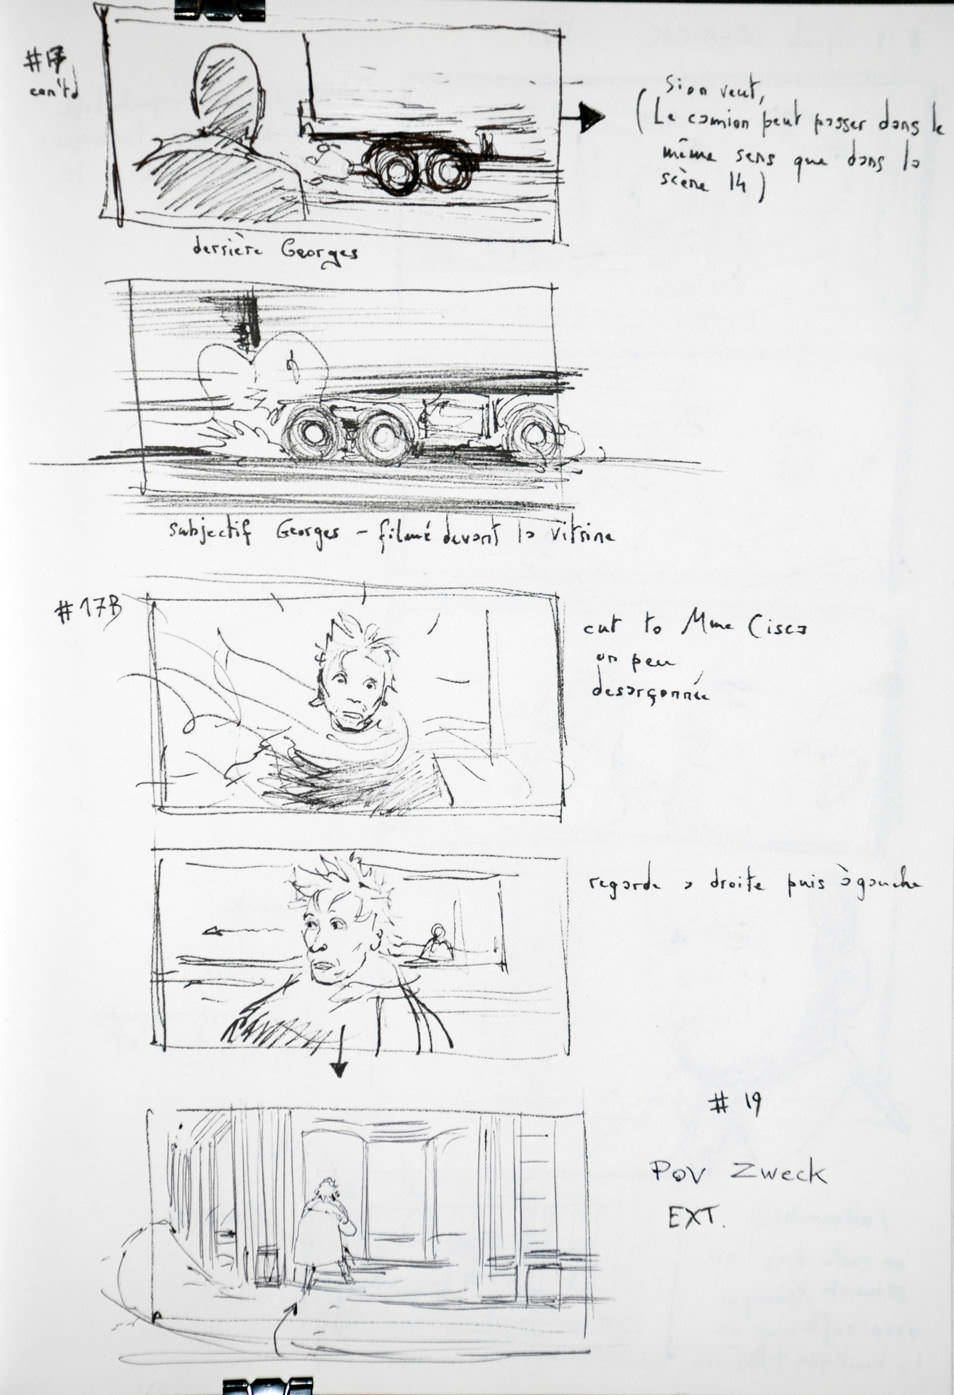 #17
con't'd
Si on veut,
(Le camion peut passer dans le
même sens que dans la
scène 14)
derrière Georges
subjectif Georges - filmé devant la vitrine
#17B
cut to Mme Cisca
un peu
desarçonnée
regarde à droite puis à gauche
# 19
POV Zweck
EXT.